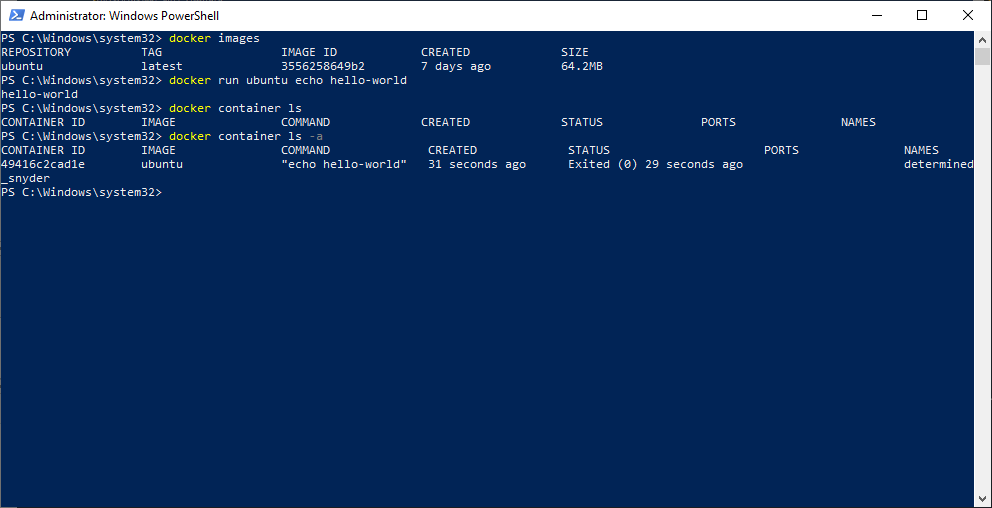 Administrator: Windows PowerShell
PS C:\Windows\system32> docker images
REPOSITORY TAG IMAGE ID CREATED SIZE
ubuntu latest 3556258649b2 7 days ago 64.2MB
PS C:\Windows\system32> docker run ubuntu echo hello-world
hello-world
PS C:\Windows\system32> docker container ls
CONTAINER ID IMAGE COMMAND CREATED STATUS PORTS NAMES
PS C:\Windows\system32> docker container ls -a
CONTAINER ID IMAGE COMMAND CREATED STATUS PORTS NAMES
49416c2cad1e ubuntu "echo hello-world" 31 seconds ago Exited (0) 29 seconds ago determined
_snyder
PS C:\Windows\system32>